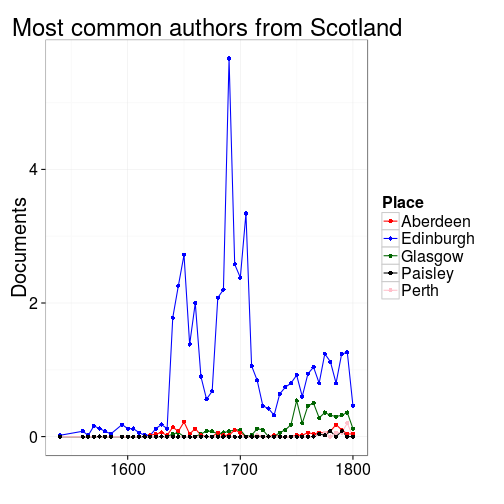 Most common authors from Scotland
Documents
4
2
0
1600
1700
1800
Place
Aberdeen
Edinburgh
Glasgow
Paisley
Perth